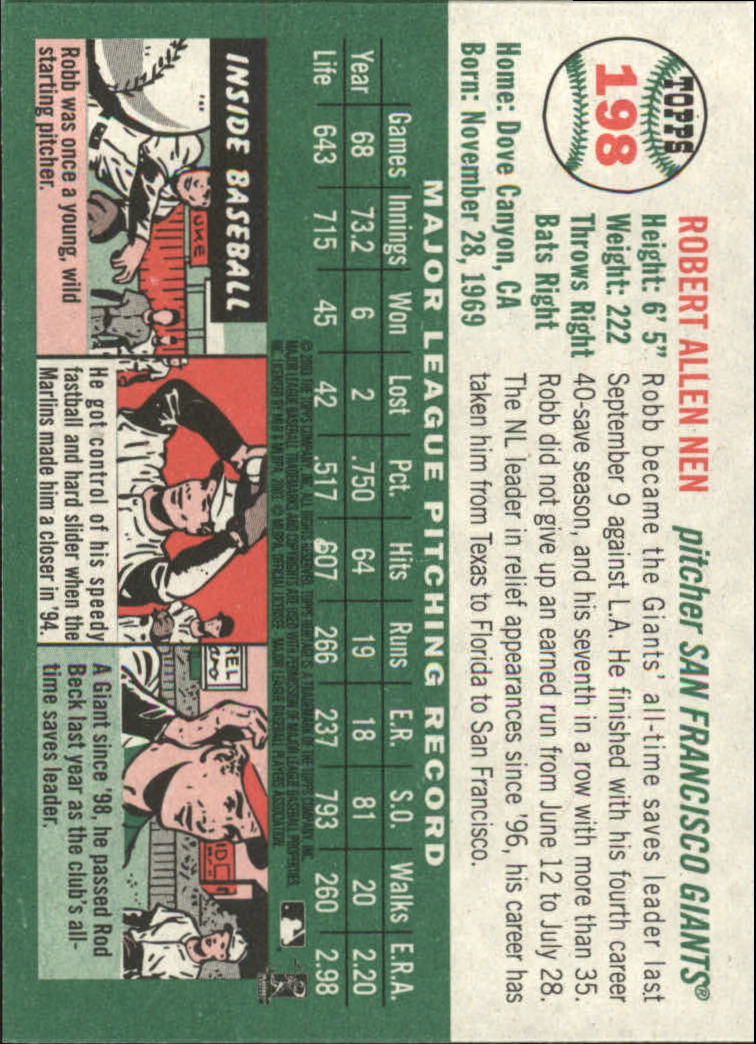 TOPPS
198
ROBERT ALLEN NEN pitcher SAN FRANCISCO GIANTS®
Height: 6'5"
Weight: 222
Throws Right
Bats Right
Home: Dove Canyon, CA
Born: November 28, 1969
Robb became the Giants' all-time saves leader last
September 9 against L.A. He finished with his fourth career
40-save season, and his seventh in a row with more than 35.
Robb did not give up an earned run from June 12 to July 28.
The NL leader in relief appearances since '96, his career has
taken him from Texas to Florida to San Francisco.
MAJOR LEAGUE PITCHING RECORD
Games Innings Won Lost Pct. Hits Runs E.R. S.O. Walks E.R.A.
Year 68 73.2 6 2 .750 64 19 18 81 20 2.20
Life 643 715 45 42 .517 607 266 237 793 260 2.98
INSIDE BASEBALL
Robb was once a young, wild
starting pitcher.
He got control of his speedy
fastball and hard slider when the
Marlins made him a closer in '94.
A Giant since '98, he passed Rod
Beck last year as the club's all-
time saves leader.